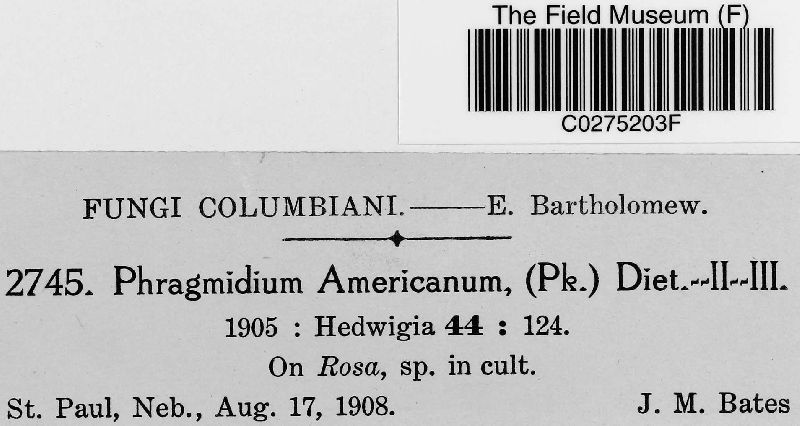 The Field Museum (F)
C0275203F
FUNGI COLUMBIANI.——E. Bartholomew.
2745. Phragmidium Americanum, (Pk.) Diet.--II--III.
1905 : Hedwigia 44 : 124.
On Rosa, sp. in cult.
St. Paul, Neb., Aug. 17, 1908. J. M. Bates